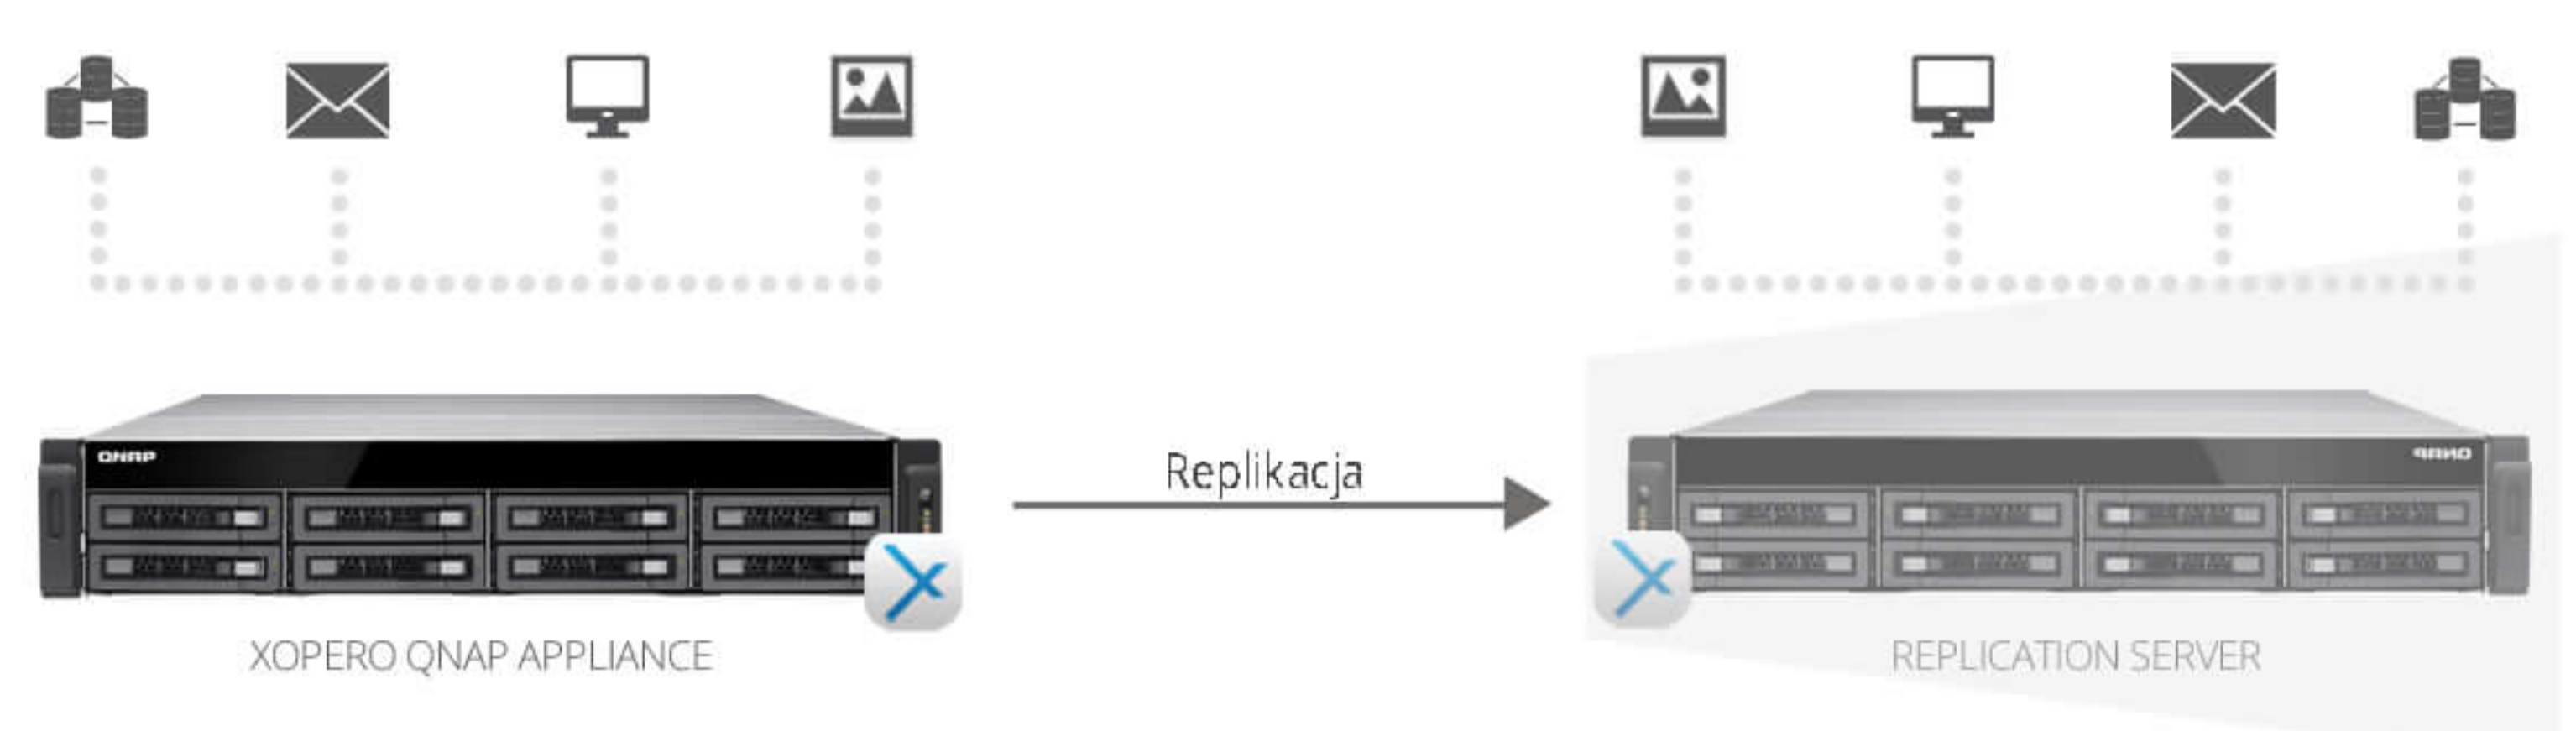 QNAP
Replikacja
QNAP
XOPERO QNAP APPLIANCE
REPLICATION SERVER